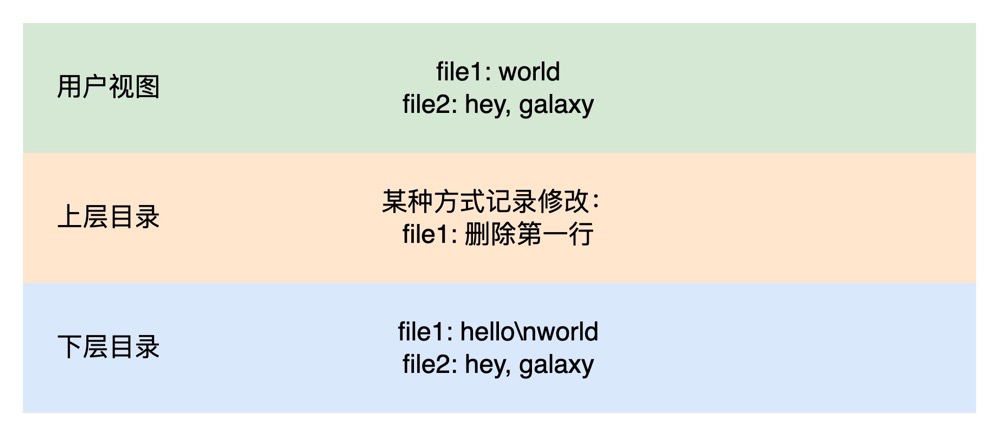 用户视图
file1: world
file2: hey, galaxy
上层目录
某种方式记录修改：
file1: 删除第一行
下层目录
file1: hello\nworld
file2: hey, galaxy